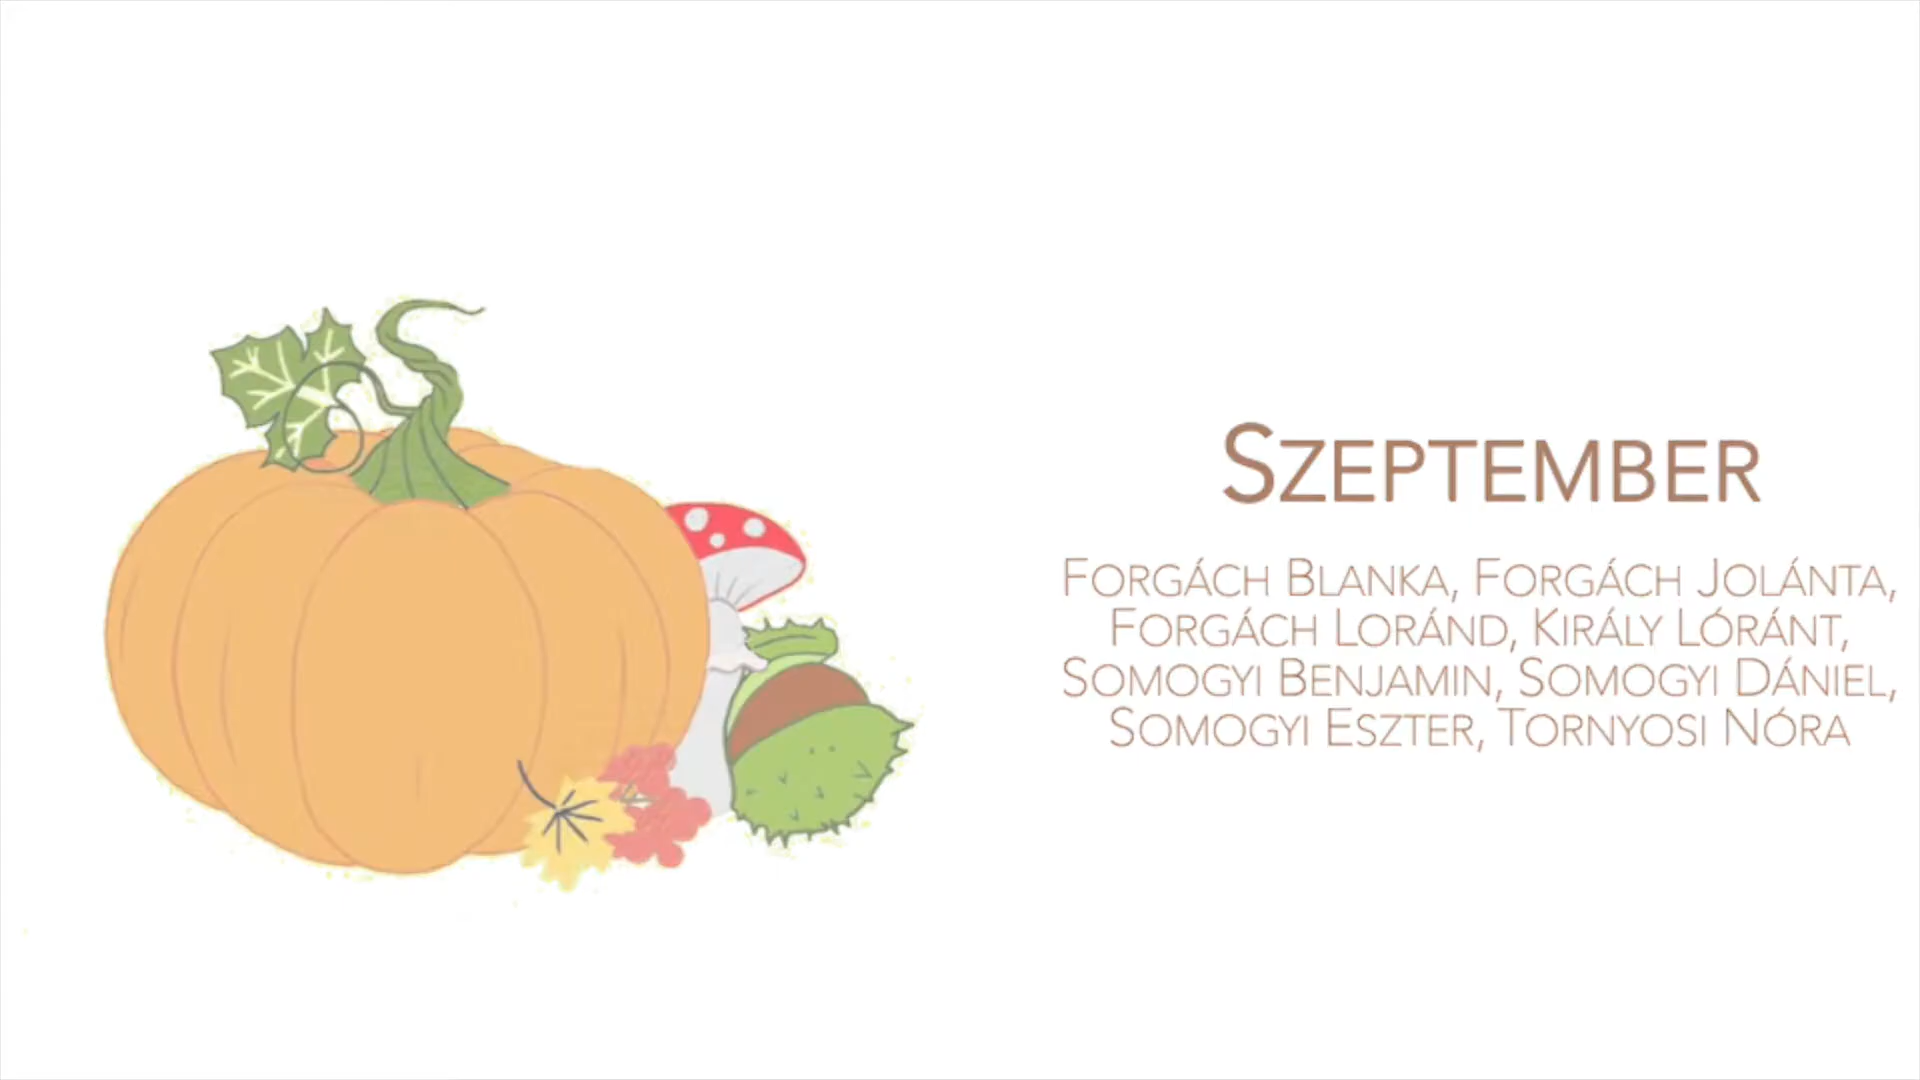 Szeptember
Forgách Blanka, Forgách Jolánta,
Forgách Loránd, Király Lóránt,
Somogyi Benjamin, Somogyi Dániel,
Somogyi Eszter, Tornyosi Nóra